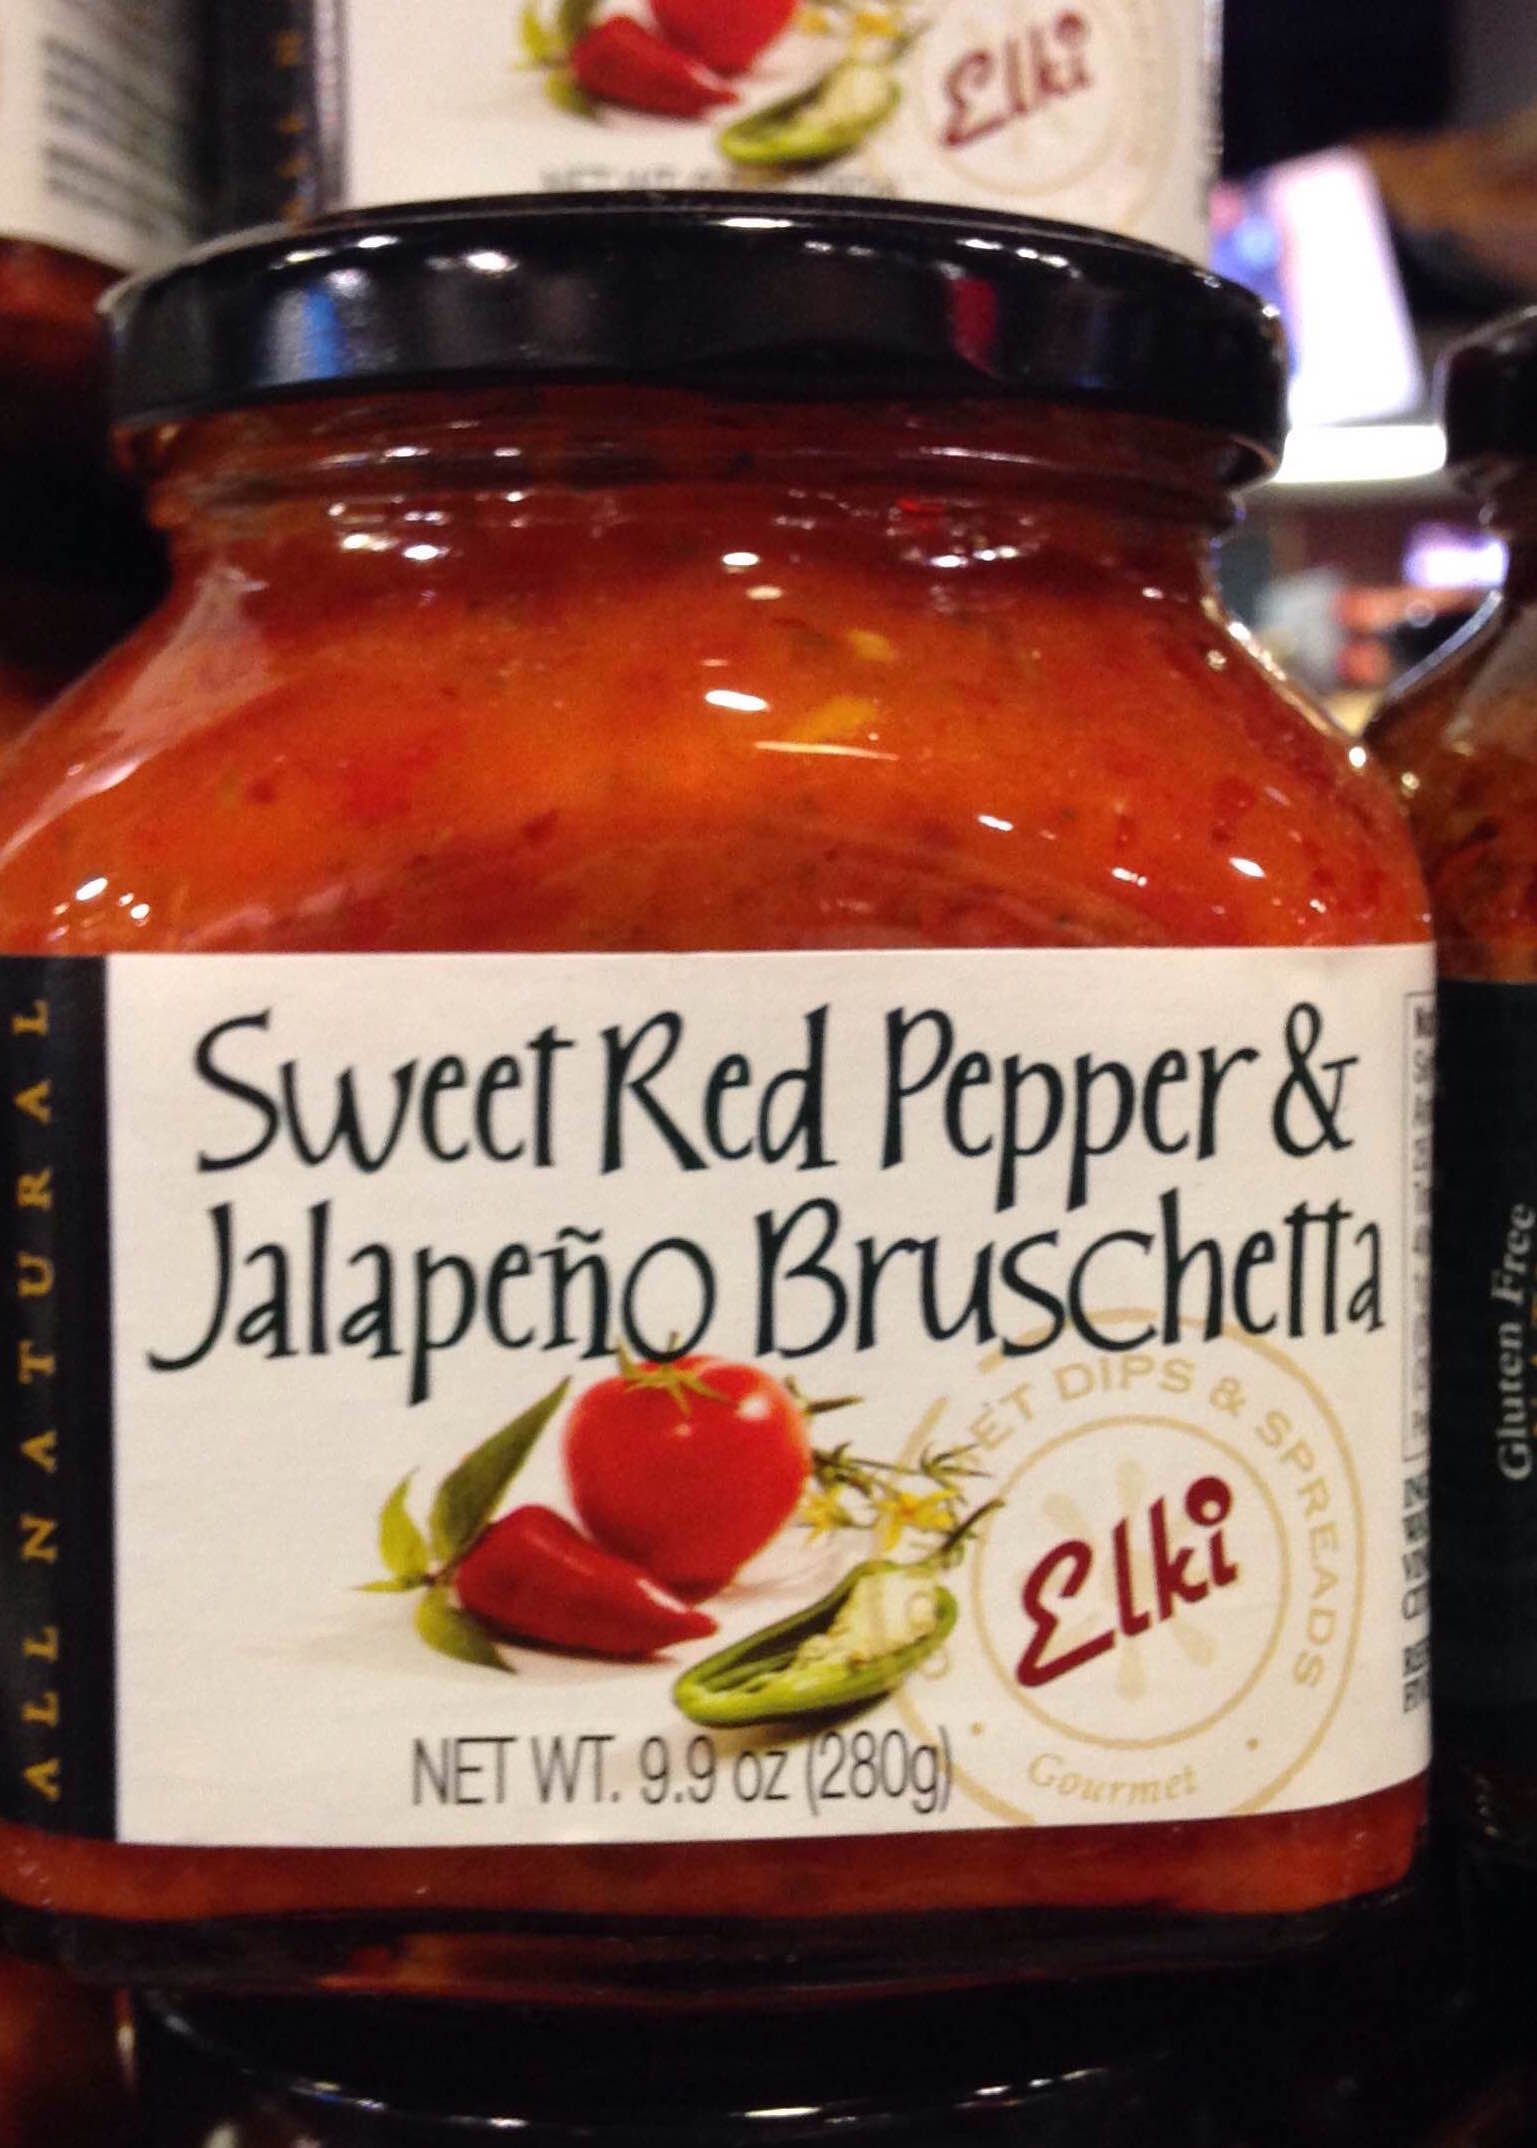 Elki
ALL NATURAL
Sweet Red Pepper &
Jalapeño Bruschetta
DIPS & SPREADS
Elki
Gourmet
NET WT. 9.9 oz (280g)
Gluten Free